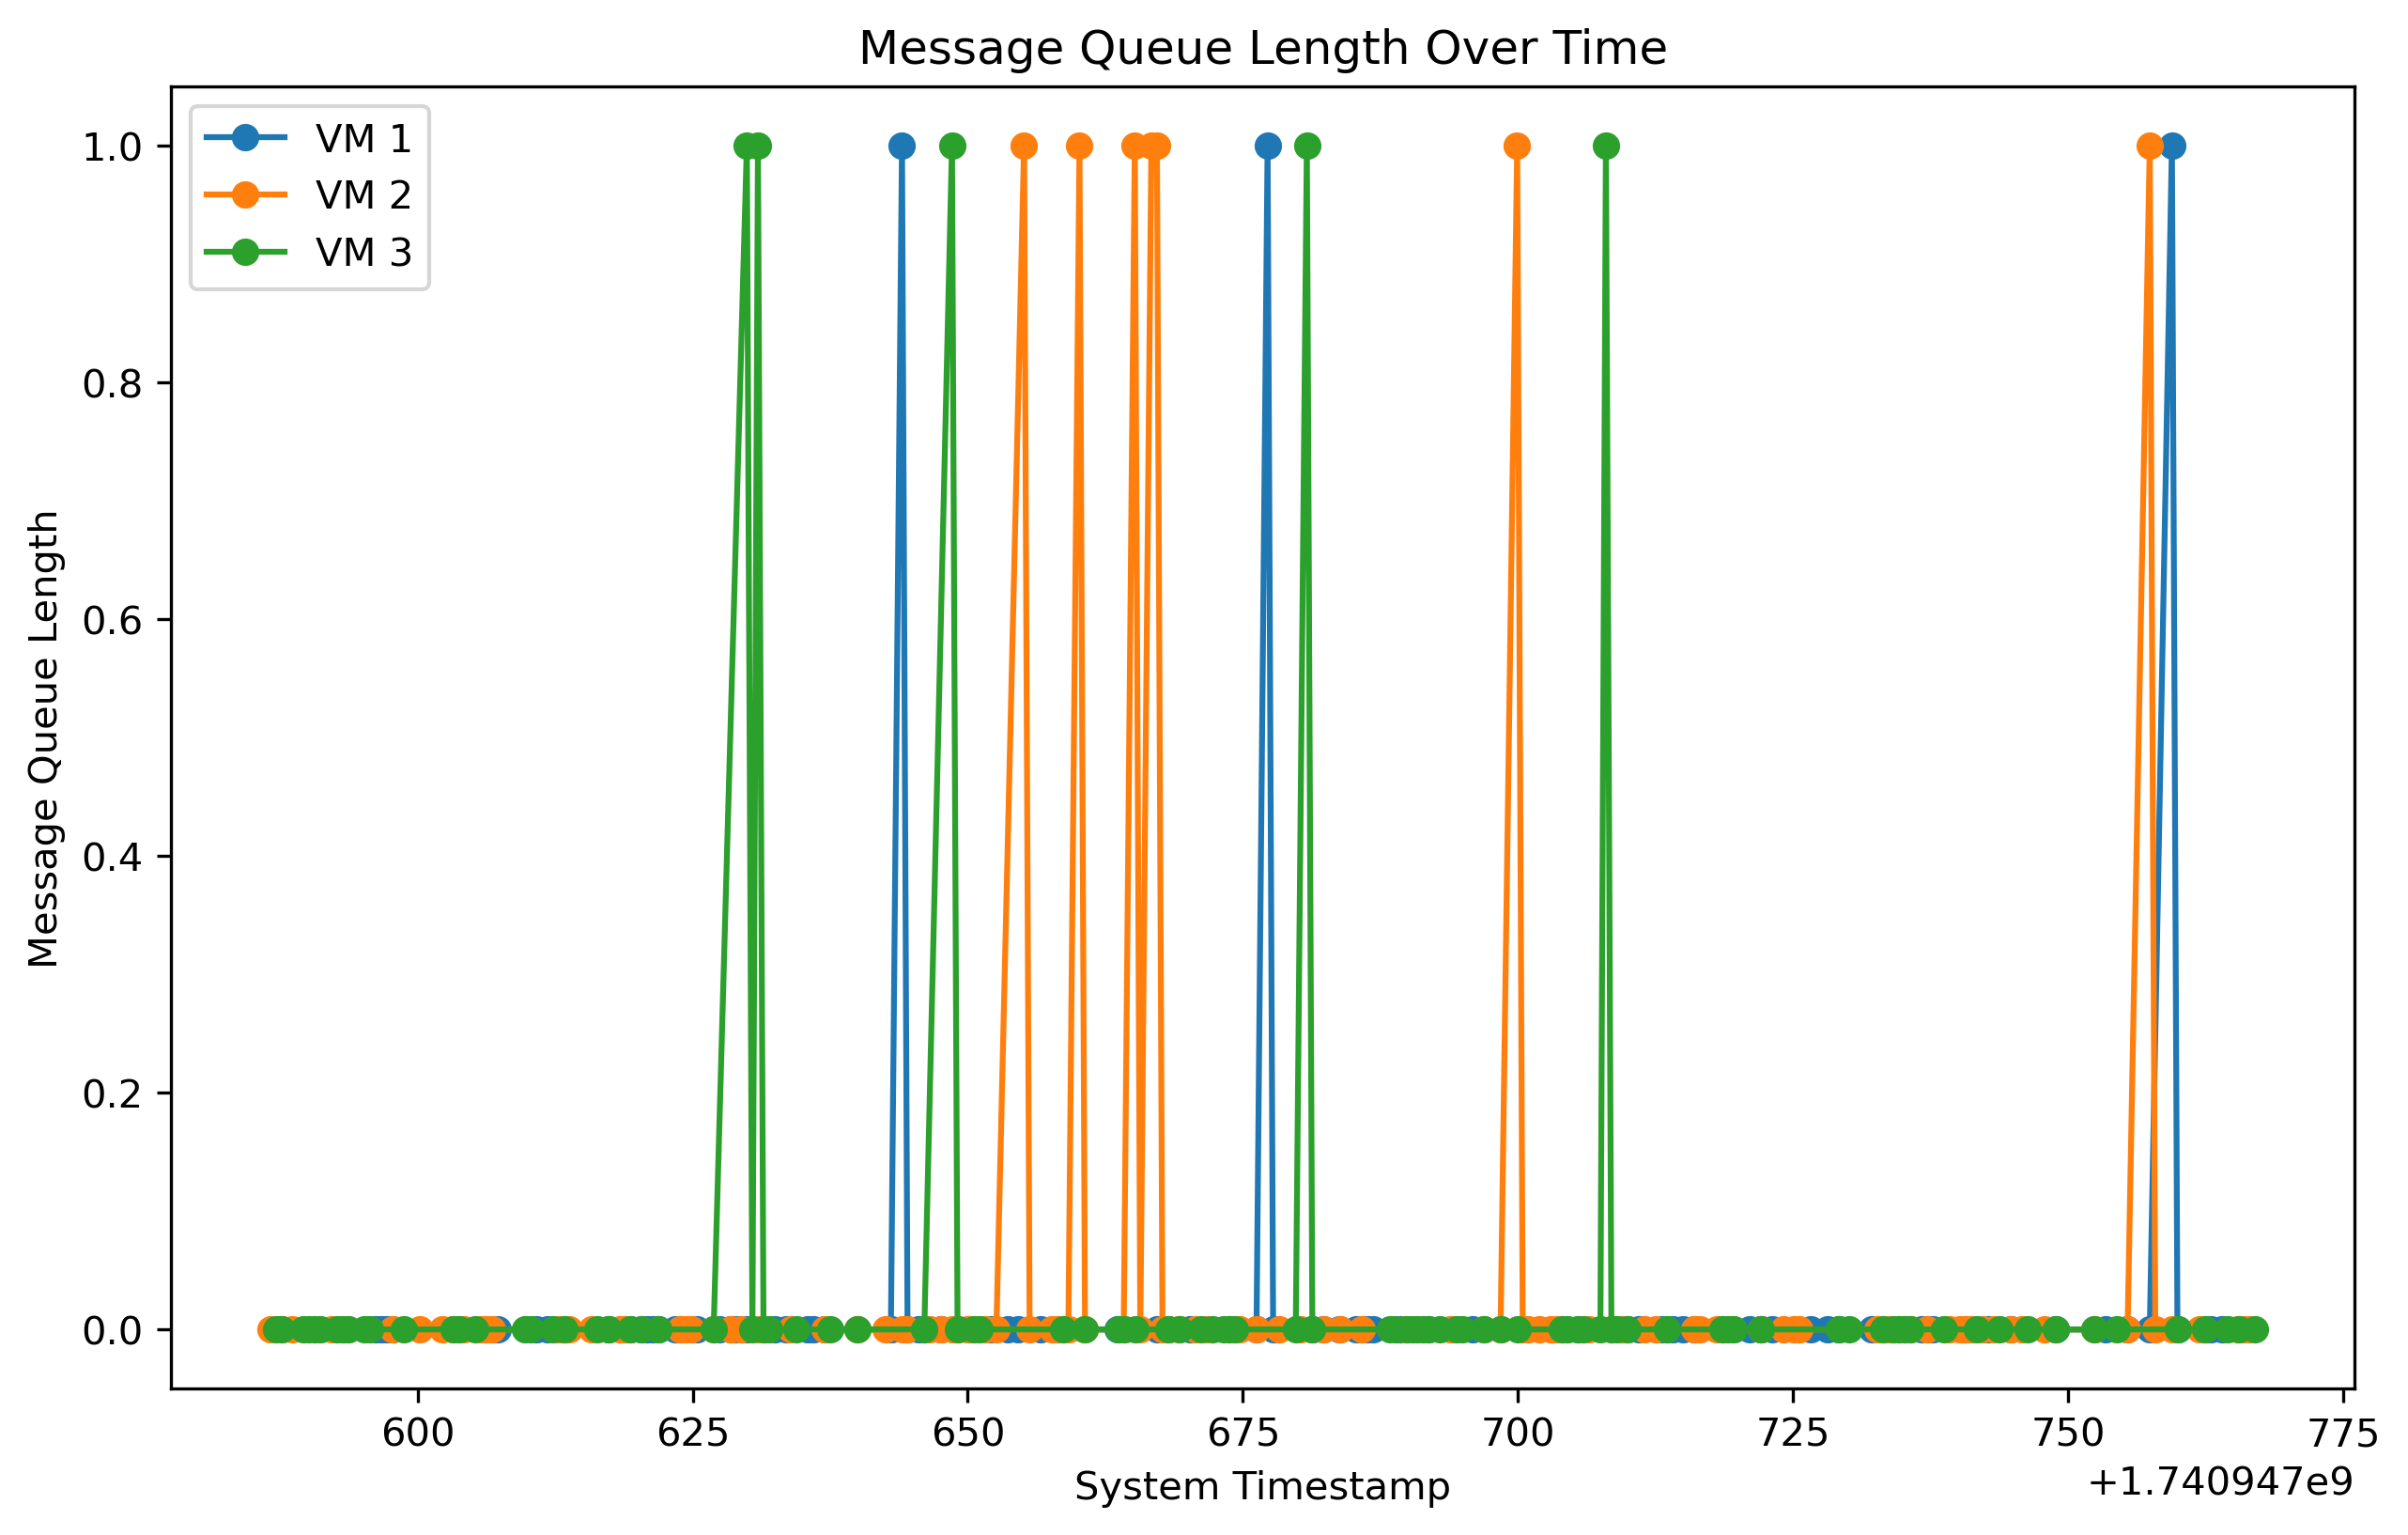 Message Queue Length Over Time
VM 1
VM 2
VM 3
1.0
0.8
0.6
0.4
0.2
0.0
Message Queue Length
600 625 650 675 700 725 750 775
System Timestamp
+1.740947e9